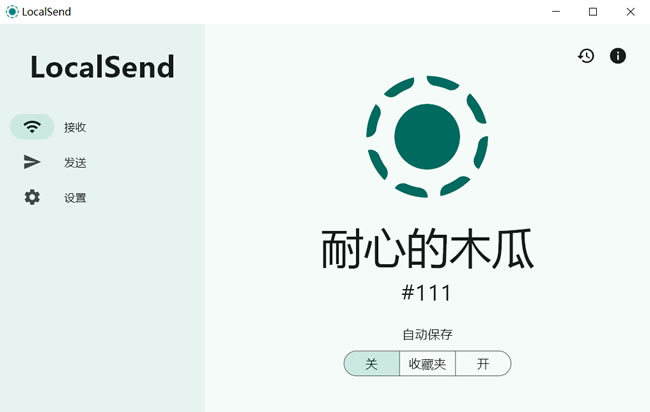 LocalSend
LocalSend
接收
发送
设置
耐心的木瓜
#111
自动保存
关 收藏夹 开